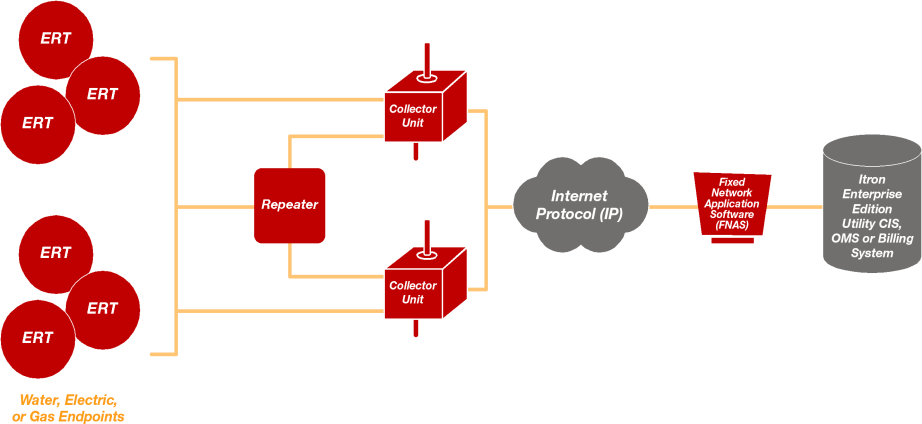 ERT
ERT
ERT
ERT
ERT
ERT
Water, Electric,
or Gas Endpoints
Repeater
Collector
Unit
Collector
Unit
Internet
Protocol (IP)
Fixed
Network
Application
Software
(FNAS)
Itron
Enterprise
Edition
Utility CIS,
OMS or Billing
System